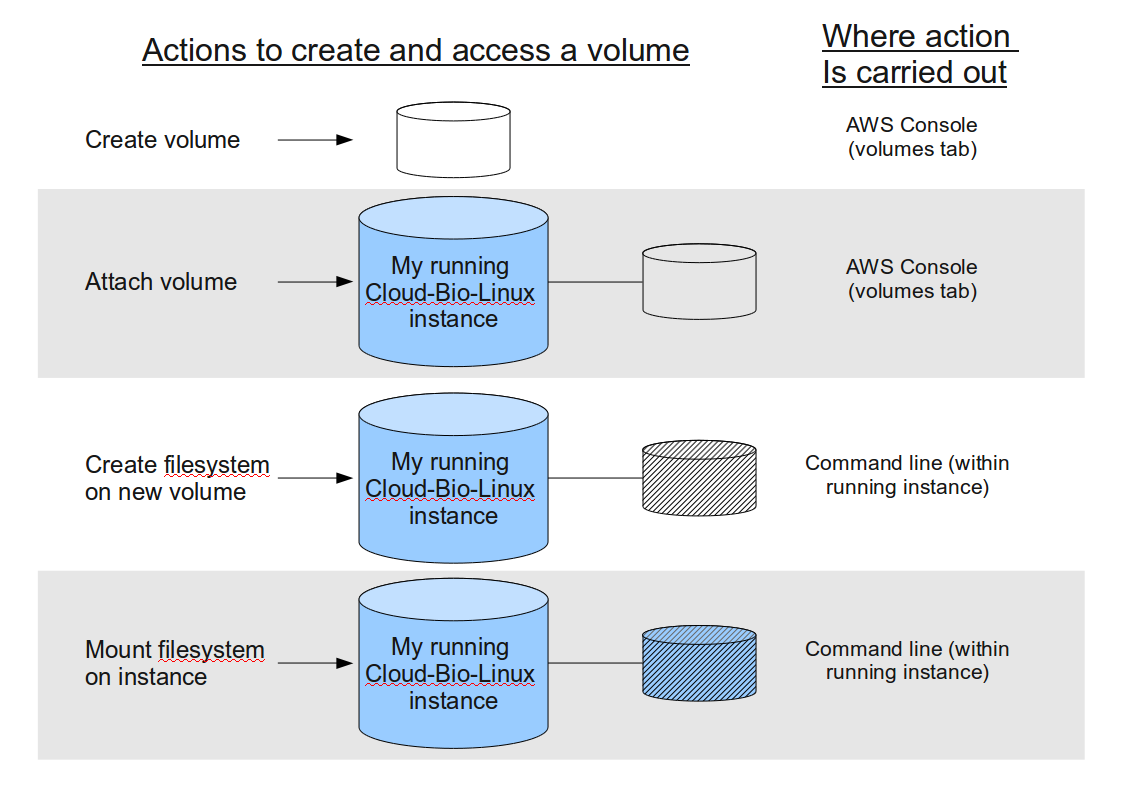 Actions to create and access a volume
Where action
Is carried out
Create volume
AWS Console
(volumes tab)
Attach volume
My running
Cloud-Bio-Linux
instance
AWS Console
(volumes tab)
Create filesystem
on new volume
My running
Cloud-Bio-Linux
instance
Command line (within
running instance)
Mount filesystem
on instance
My running
Cloud-Bio-Linux
instance
Command line (within
running instance)